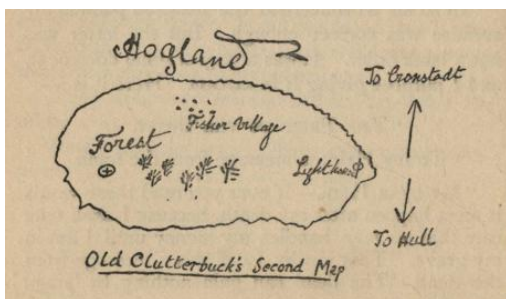 Hogland
To Cronstadt
Fisher Village
Forest
Lighthouse
To Hull
Old Clutterbuck's Second Map